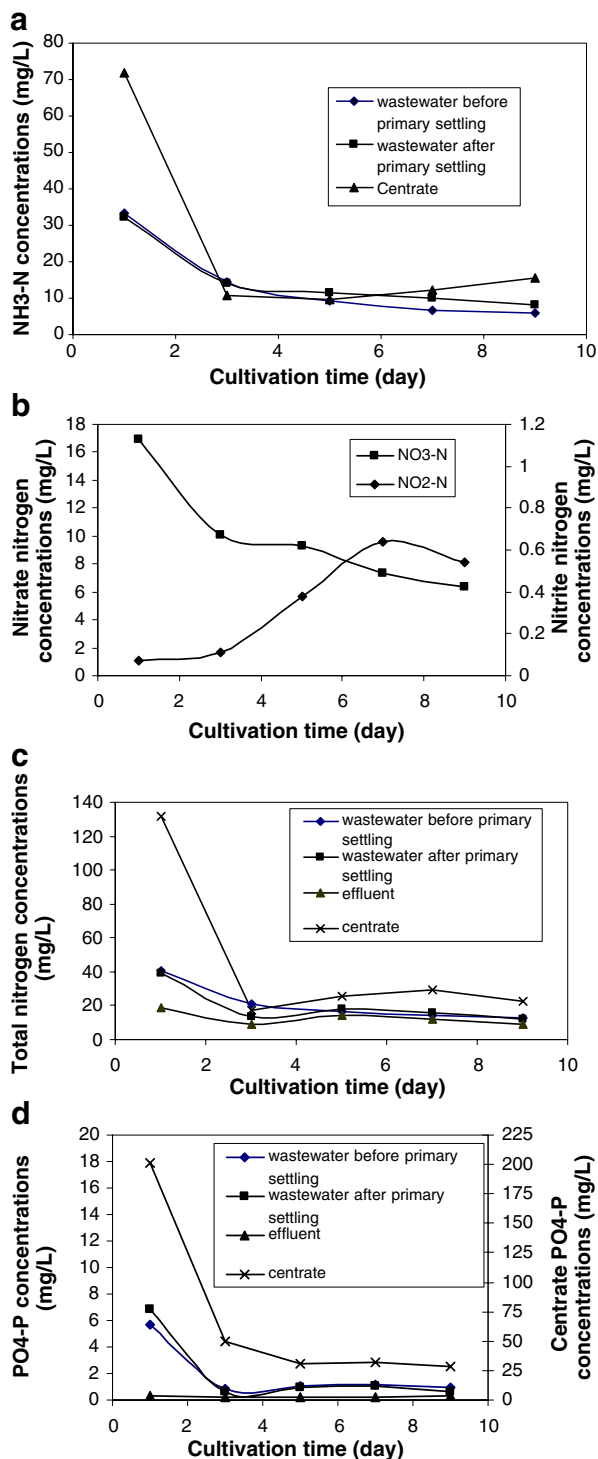 a
NH3-N concentrations (mg/L)
80
70
60
50
40
30
20
10
0
wastewater before
primary settling
wastewater after
primary settling
Centrate
0 2 4 6 8 10
Cultivation time (day)
b
Nitrate nitrogen
concentrations (mg/L)
18
16
14
12
10
8
6
4
2
0
NO3-N
NO2-N
1.2
1
0.8
0.6
0.4
0.2
0
Nitrite nitrogen
concentrations (mg/L)
0 2 4 6 8 10
Cultivation time (day)
c
Total nitrogen concentrations
(mg/L)
140
120
100
80
60
40
20
0
wastewater before primary
settling
wastewater after primary
settling
effluent
centrate
0 2 4 6 8 10
Cultivation time (day)
d
PO4-P concentrations
(mg/L)
20
18
16
14
12
10
8
6
4
2
0
wastewater before primary
settling
wastewater after primary
settling
effluent
centrate
225
200
175
150
125
100
75
50
25
0
Centrate PO4-P
concentrations (mg/L)
0 2 4 6 8 10
Cultivation time (day)